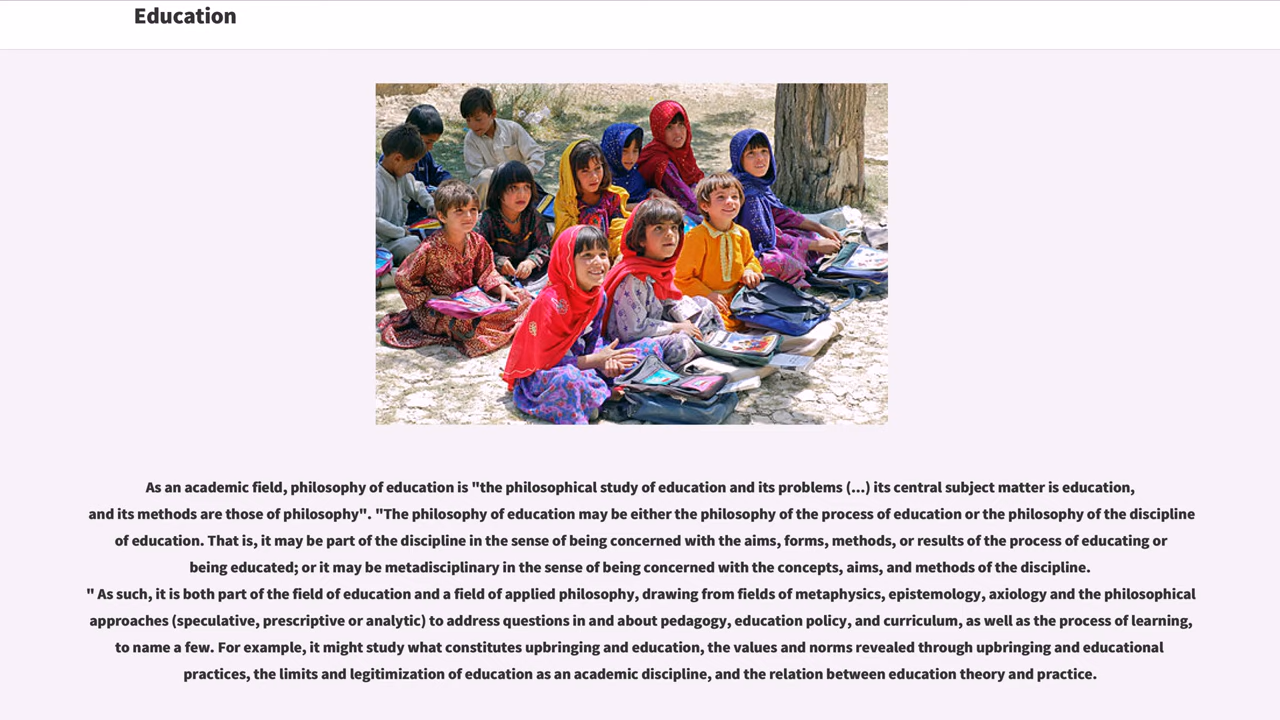 Education
As an academic field, philosophy of education is "the philosophical study of education and its problems (...) its central subject matter is education,
and its methods are those of philosophy". "The philosophy of education may be either the philosophy of the process of education or the philosophy of the discipline
of education. That is, it may be part of the discipline in the sense of being concerned with the aims, forms, methods, or results of the process of educating or
being educated; or it may be metadisciplinary in the sense of being concerned with the concepts, aims, and methods of the discipline.
" As such, it is both part of the field of education and a field of applied philosophy, drawing from fields of metaphysics, epistemology, axiology and the philosophical
approaches (speculative, prescriptive or analytic) to address questions in and about pedagogy, education policy, and curriculum, as well as the process of learning,
to name a few. For example, it might study what constitutes upbringing and education, the values and norms revealed through upbringing and educational
practices, the limits and legitimization of education as an academic discipline, and the relation between education theory and practice.